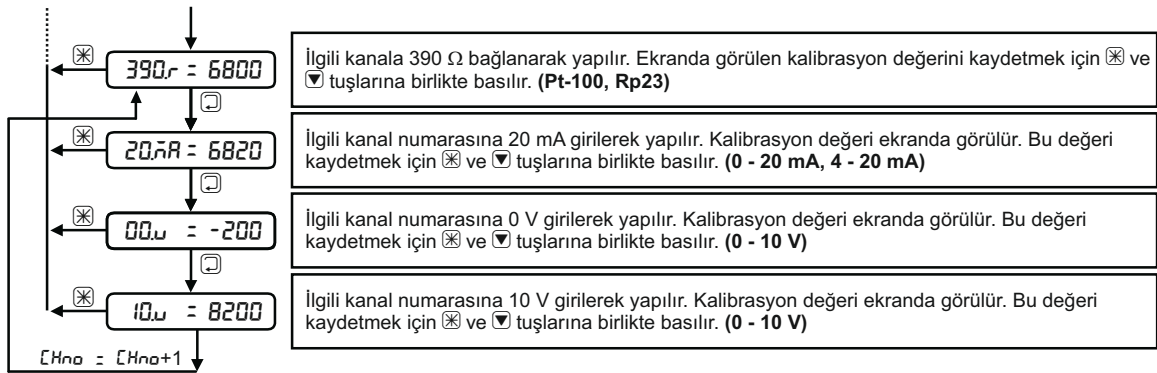 390.r = 6800
İlgili kanala 390 Ω bağlanarak yapılır. Ekranda görülen kalibrasyon değerini kaydetmek için ✳ ve
▼ tuşlarına birlikte basılır. (Pt-100, Rp23)
20.mA = 6820
İlgili kanal numarasına 20 mA girilerek yapılır. Kalibrasyon değeri ekranda görülür. Bu değeri
kaydetmek için ✳ ve ▼ tuşlarına birlikte basılır. (0 - 20 mA, 4 - 20 mA)
00.u = -200
İlgili kanal numarasına 0 V girilerek yapılır. Kalibrasyon değeri ekranda görülür. Bu değeri
kaydetmek için ✳ ve ▼ tuşlarına birlikte basılır. (0 - 10 V)
10.u = 8200
İlgili kanal numarasına 10 V girilerek yapılır. Kalibrasyon değeri ekranda görülür. Bu değeri
kaydetmek için ✳ ve ▼ tuşlarına birlikte basılır. (0 - 10 V)
CHno = CHno+1